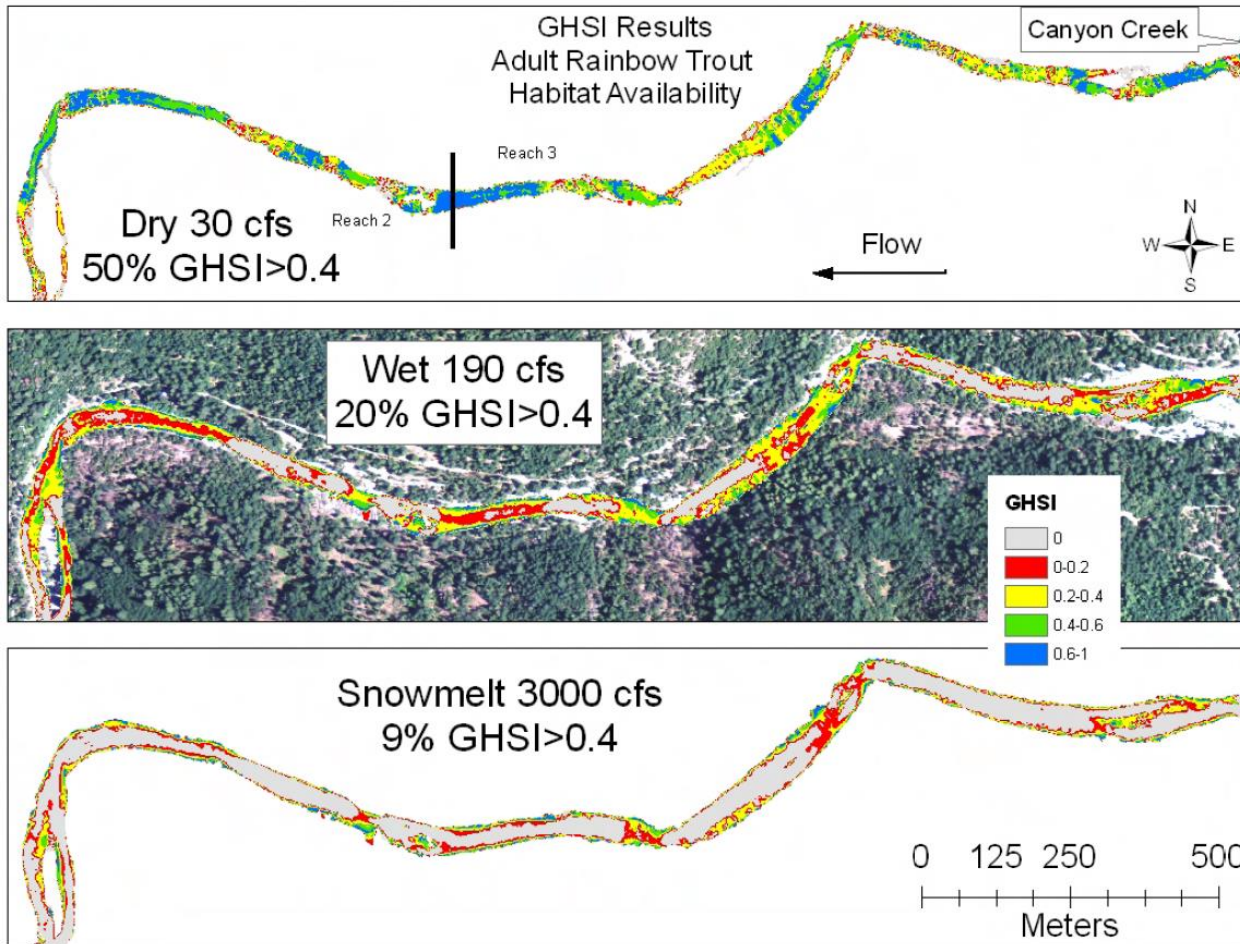 GHSI Results
Adult Rainbow Trout
Habitat Availability
Canyon Creek
Reach 3
Reach 2
Dry 30 cfs
50% GHSI>0.4
Flow
N
W
E
S
Wet 190 cfs
20% GHSI>0.4
GHSI
0
0-0.2
0.2-0.4
0.4-0.6
0.6-1
Snowmelt 3000 cfs
9% GHSI>0.4
0 125 250 500
Meters